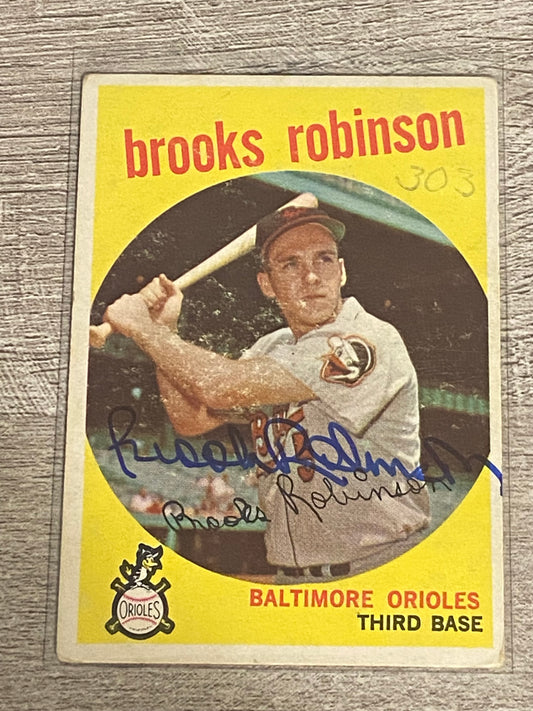 brooks robinson
303
Brooks Robinson
Brooks Robinson
ORIOLES
BALTIMORE ORIOLES
THIRD BASE